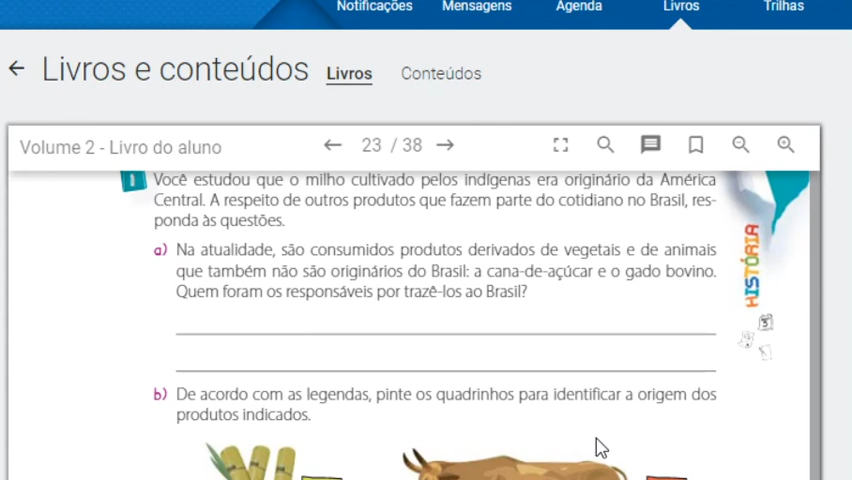 Notificações Mensagens Agenda Livros Trilhas
← Livros e conteúdos Livros Conteúdos
Volume 2 - Livro do aluno ← 23 / 38 →
1 Você estudou que o milho cultivado pelos indígenas era originário da América
Central. A respeito de outros produtos que fazem parte do cotidiano no Brasil, res-
ponda às questões.
a) Na atualidade, são consumidos produtos derivados de vegetais e de animais
que também não são originários do Brasil: a cana-de-açúcar e o gado bovino.
Quem foram os responsáveis por trazê-los ao Brasil?
b) De acordo com as legendas, pinte os quadrinhos para identificar a origem dos
produtos indicados.
HISTÓRIA